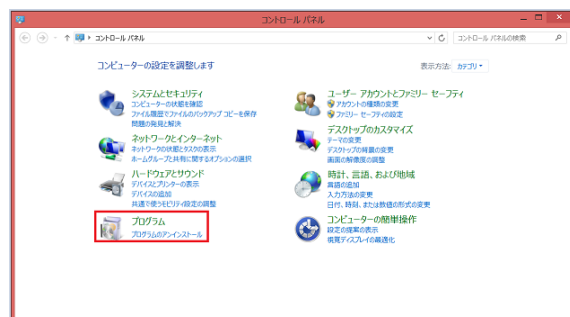 コントロール パネル
コントロール パネル
コントロール パネルの検索
コンピューターの設定を調整します
表示方法: カテゴリ
システムとセキュリティ
コンピューターの状態を確認
ファイル履歴でファイルのバックアップ コピーを保存
問題の発見と解決
ネットワークとインターネット
ネットワークの状態とタスクの表示
ホームグループと共有に関するオプションの選択
ハードウェアとサウンド
デバイスとプリンターの表示
デバイスの追加
共通で使うモビリティ設定の調整
プログラム
プログラムのアンインストール
ユーザー アカウントとファミリー セーフティ
アカウントの種類の変更
ファミリー セーフティの設定
デスクトップのカスタマイズ
テーマの変更
デスクトップの背景の変更
画面の解像度の調整
時計、言語、および地域
言語の追加
入力方法の変更
日付、時刻、または数値の形式の変更
コンピューターの簡単操作
設定の提案の表示
視覚ディスプレイの最適化